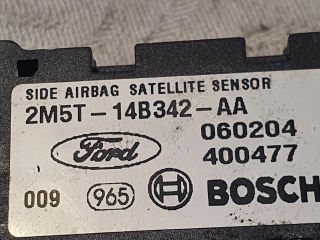 SIDE AIRBAG SATELLITE SENSOR
2M5T-14B342-AA
Ford
060204
400477
009
965
BOSCH